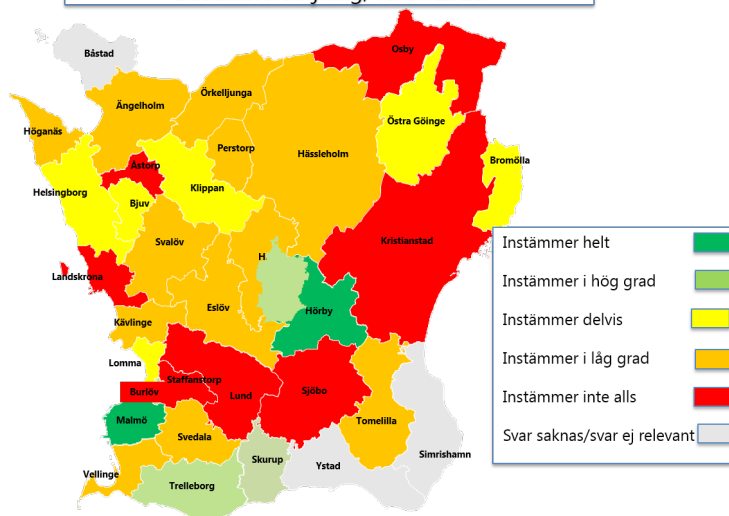 Båstad
Osby
Örkelljunga
Ängelholm
Östra Göinge
Höganäs
Perstorp
Hässleholm
Bromölla
Åstorp
Helsingborg
Klippan
Bjuv
Svalöv
Kristianstad
H
Landskrona
Eslöv
Hörby
Kävlinge
Lomma
Staffanstorp
Burlöv
Lund
Sjöbo
Malmö
Tomelilla
Svedala
Simrishamn
Skurup
Ystad
Vellinge
Trelleborg
Instämmer helt
Instämmer i hög grad
Instämmer delvis
Instämmer i låg grad
Instämmer inte alls
Svar saknas/svar ej relevant